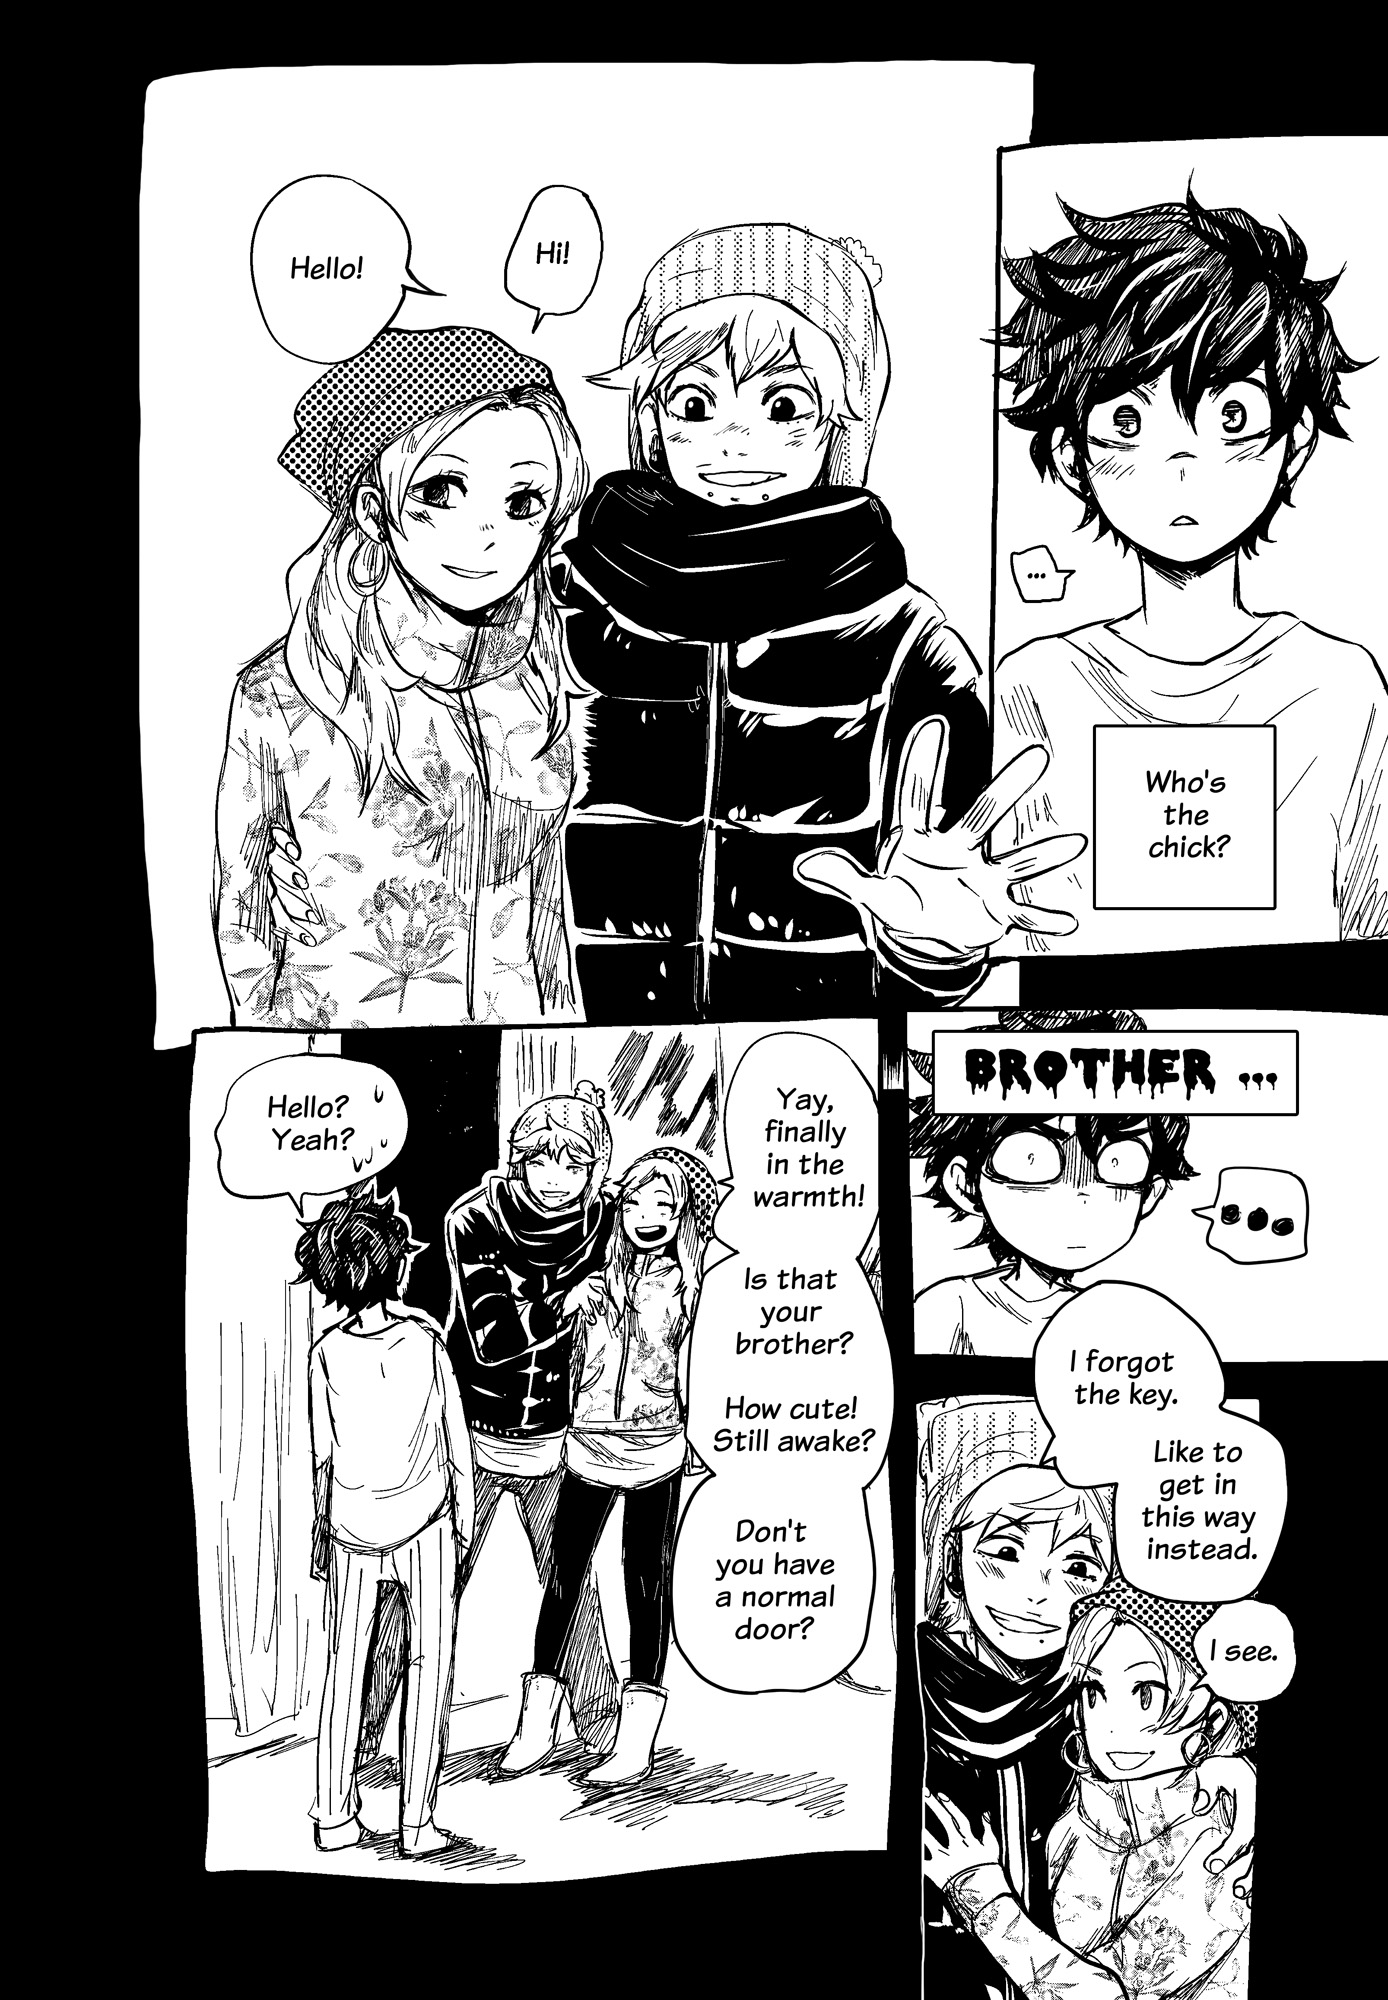 Hello!
Hi!
...
Who's
the
chick?
Hello?
Yeah?
Yay,
finally
in the
warmth!
Is that
your
brother?
How cute!
Still awake?
Don't
you have
a normal
door?
BROTHER ...
...
I forgot
the key.
Like to
get in
this way
instead.
I see.